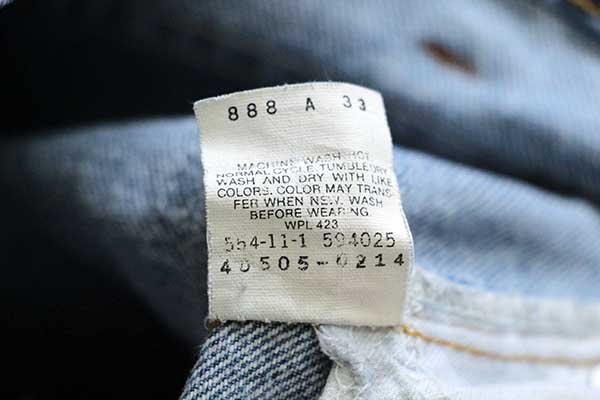 888 A 33
MACHINE WASH HOT
NORMAL CYCLE TUMBLE DRY
WASH AND DRY WITH LIKE
COLORS. COLOR MAY TRANS
FER WHEN NEW. WASH
BEFORE WEARING
WPL 423
554-11-1 594025
40505-0214